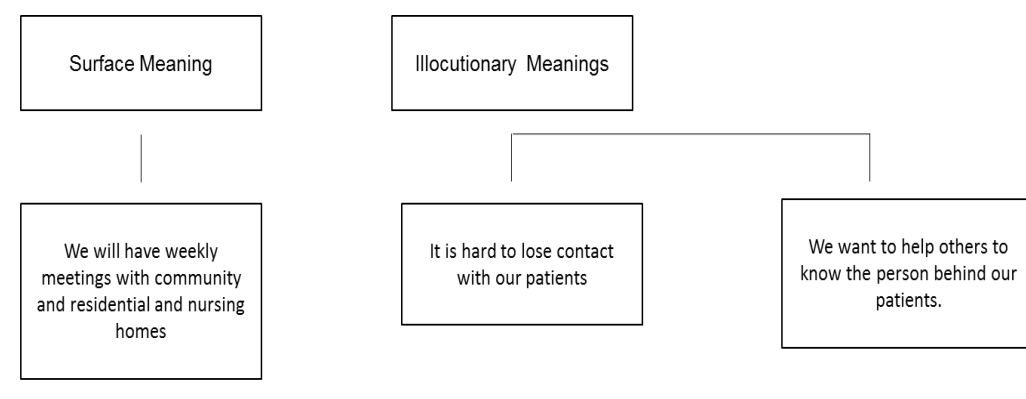 Surface Meaning
Illocutionary Meanings
We will have weekly
meetings with community
and residential and nursing
homes
It is hard to lose contact
with our patients
We want to help others to
know the person behind our
patients.